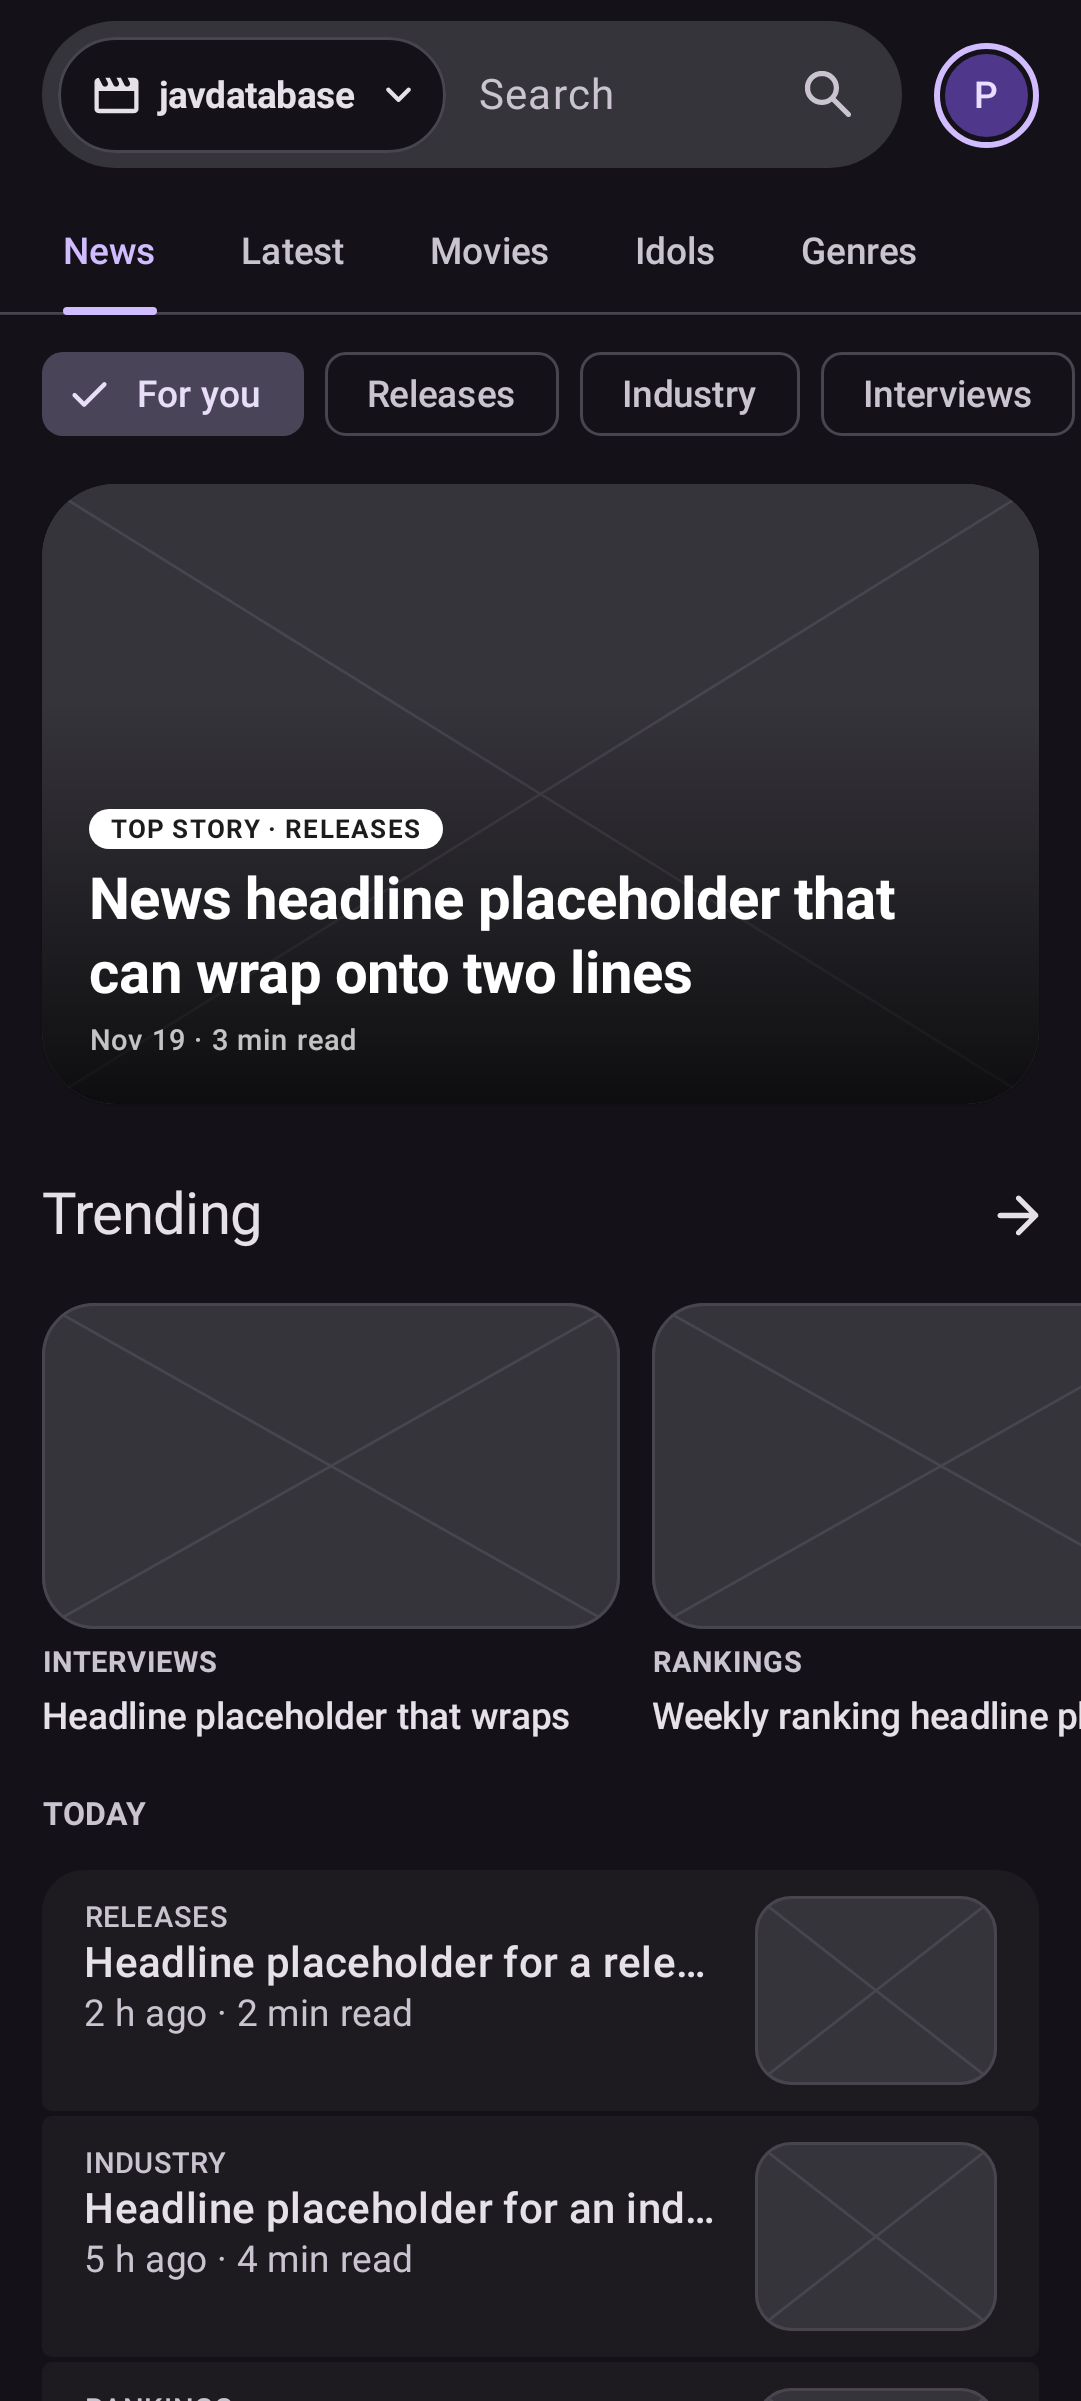 javdatabase
Search
P
News
Latest
Movies
Idols
Genres
For you
Releases
Industry
Interviews
TOP STORY · RELEASES
News headline placeholder that
can wrap onto two lines
Nov 19 · 3 min read
Trending
INTERVIEWS
Headline placeholder that wraps
RANKINGS
Weekly ranking headline pl
TODAY
RELEASES
Headline placeholder for a rele…
2 h ago · 2 min read
INDUSTRY
Headline placeholder for an ind…
5 h ago · 4 min read